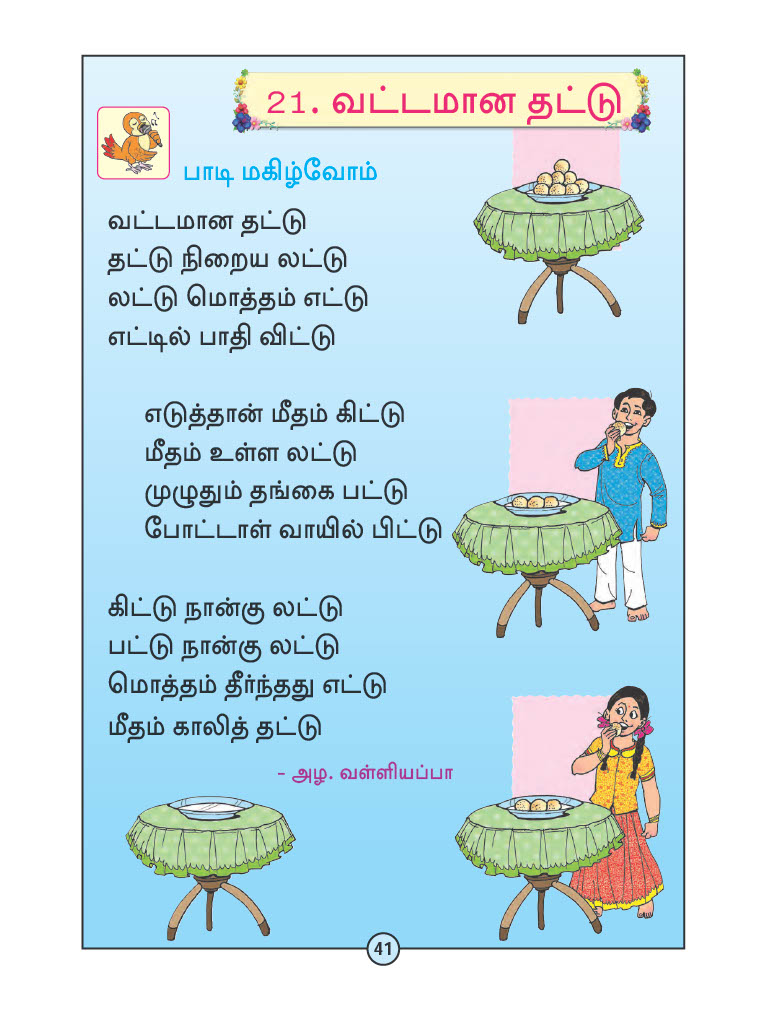 21. வட்டமான தட்டு
பாடி மகிழ்வோம்
வட்டமான தட்டு
தட்டு நிறைய லட்டு
லட்டு மொத்தம் எட்டு
எட்டில் பாதி விட்டு
எடுத்தான் மீதம் கிட்டு
மீதம் உள்ள லட்டு
முழுதும் தங்கை பட்டு
போட்டாள் வாயில் பிட்டு
கிட்டு நான்கு லட்டு
பட்டு நான்கு லட்டு
மொத்தம் தீர்ந்தது எட்டு
மீதம் காலித் தட்டு
- அழ. வள்ளியப்பா
41